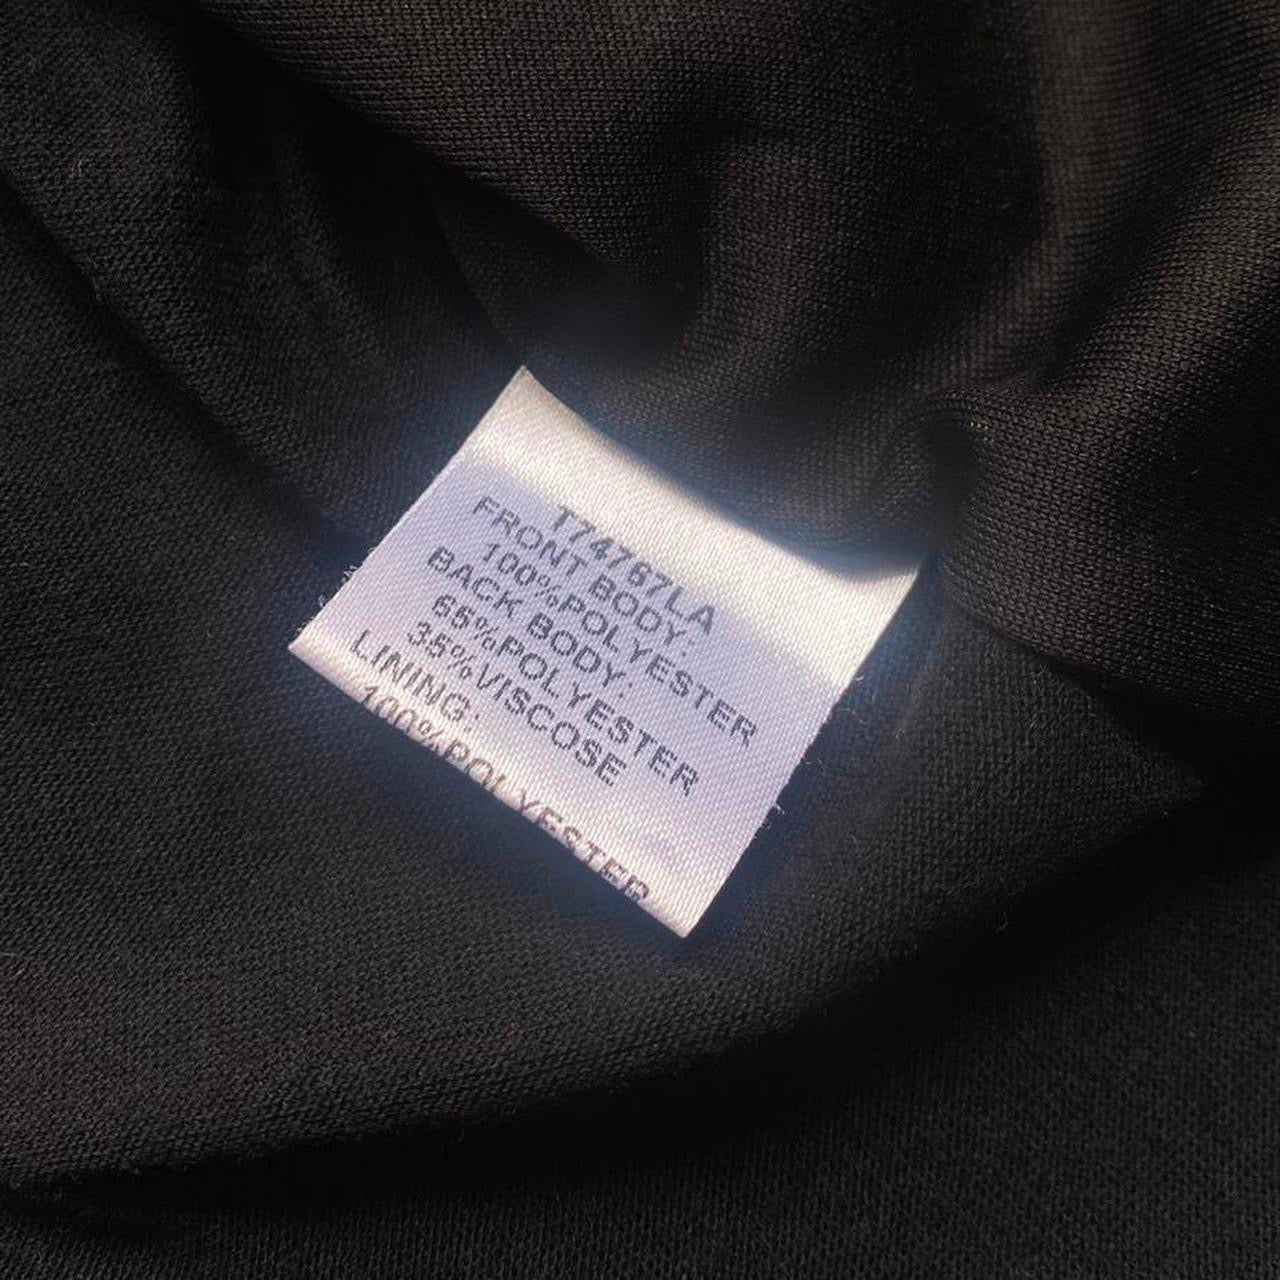 T74767LA
FRONT BODY:
100%POLYESTER
BACK BODY:
65%POLYESTER
35%VISCOSE
LINING:
100%POLYESTER